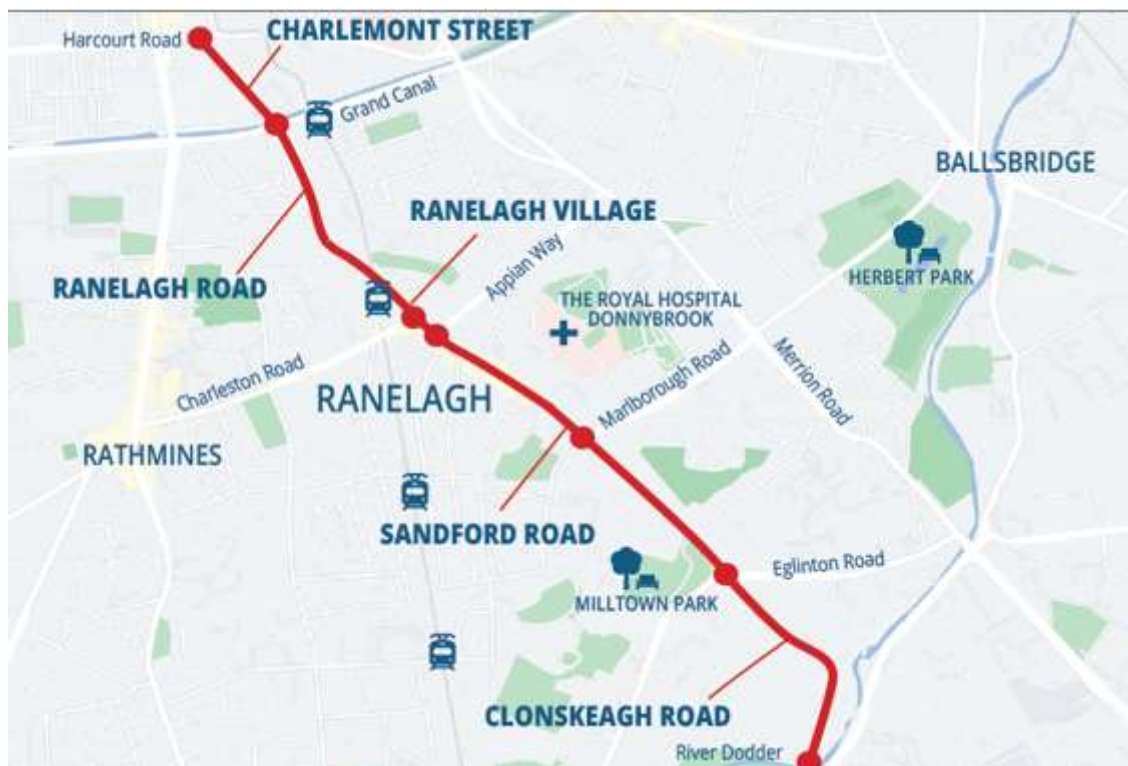 CHARLEMONT STREET
Harcourt Road
Grand Canal
BALLSBRIDGE
RANELAGH VILLAGE
Appian Way
HERBERT PARK
RANELAGH ROAD
THE ROYAL HOSPITAL
DONNYBROOK
Merrion Road
Charleston Road
RANELAGH
Marlborough Road
RATHMINES
SANDFORD ROAD
Eglinton Road
MILLTOWN PARK
CLONSKEAGH ROAD
River Dodder